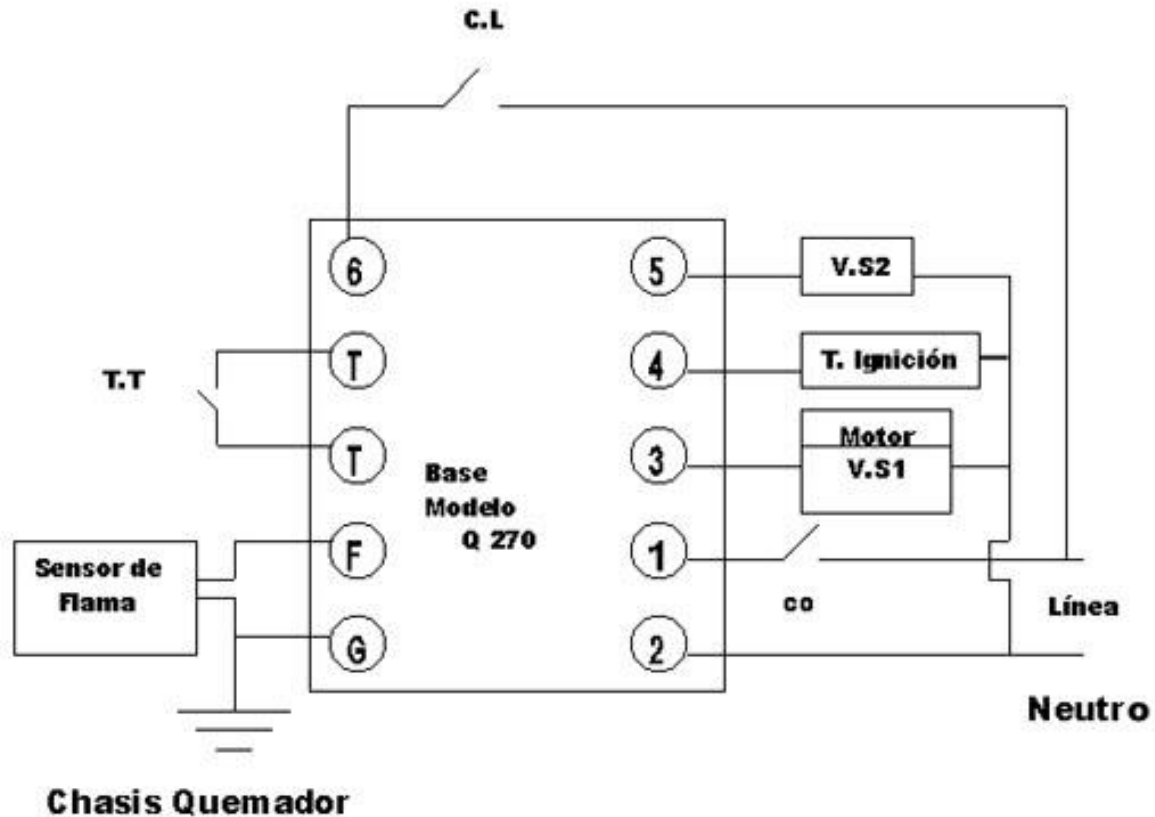 C.L
6
5
V.S2
T
4
T. Ignición
T.T
T
3
Motor
V.S1
Base
Modelo
Q 270
Sensor de
Flama
F
1
co
Línea
G
2
Neutro
Chasis Quemador